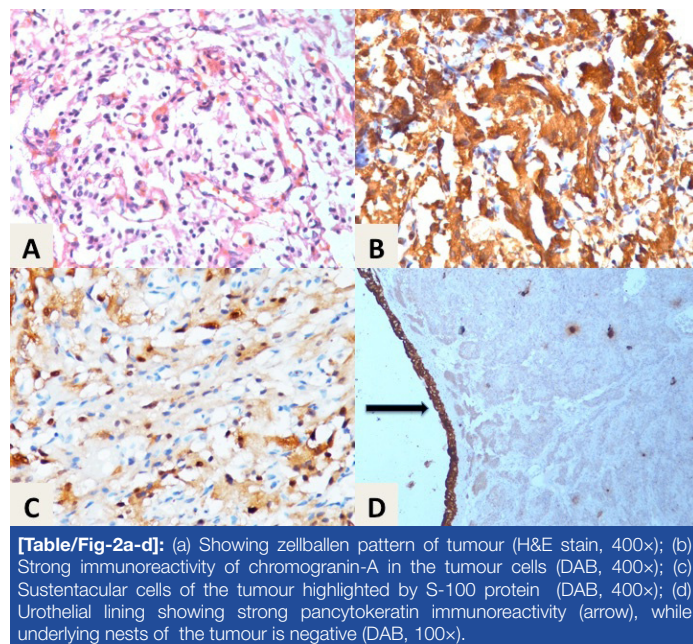 A
B
C
D
[Table/Fig-2a-d]: (a) Showing zellballen pattern of tumour (H&E stain, 400×); (b)
Strong immunoreactivity of chromogranin-A in the tumour cells (DAB, 400×); (c)
Sustentacular cells of the tumour highlighted by S-100 protein (DAB, 400×); (d)
Urothelial lining showing strong pancytokeratin immunoreactivity (arrow), while
underlying nests of the tumour is negative (DAB, 100×).